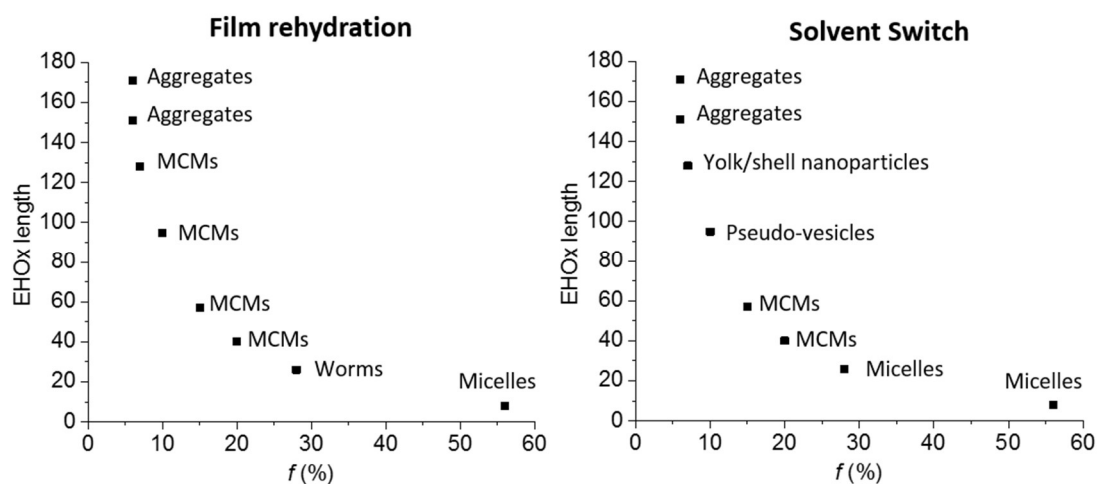 Film rehydration
180
160
140
120
100
80
60
40
20
0
EHOx length
Aggregates
Aggregates
MCMs
MCMs
MCMs
MCMs
Worms
Micelles
0 10 20 30 40 50 60
f (%)
Solvent Switch
180
160
140
120
100
80
60
40
20
0
EHOx length
Aggregates
Aggregates
Yolk/shell nanoparticles
Pseudo-vesicles
MCMs
MCMs
Micelles
Micelles
0 10 20 30 40 50 60
f (%)